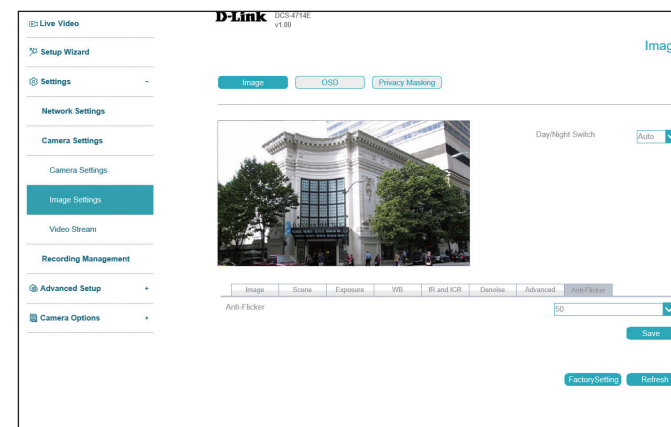 Live Video
D-Link DCS-4714E
v1.00
Setup Wizard
Imag
Settings -
Image OSD Privacy Masking
Network Settings
Camera Settings
Day/Night Switch Auto
Camera Settings
Image Settings
Video Stream
Recording Management
Advanced Setup +
Image Scene Exposure WB IR and ICR Denoise Advanced Anti-Flicker
Anti-Flicker 50
Camera Options +
Save
FactorySetting Refresh